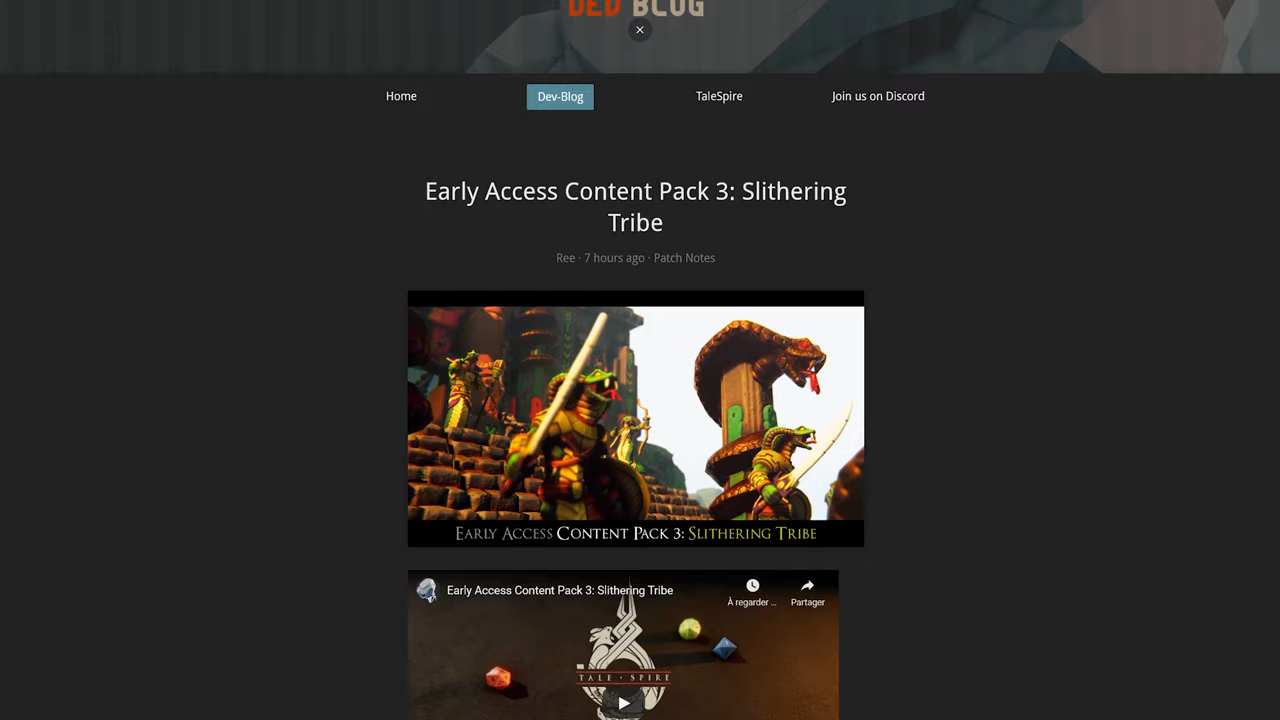 DED BLOG
Home
Dev-Blog
TaleSpire
Join us on Discord
Early Access Content Pack 3: Slithering
Tribe
Ree · 7 hours ago · Patch Notes
Early Access Content Pack 3: Slithering Tribe
Early Access Content Pack 3: Slithering Tribe
À regarder ...
Partager
TALE · SPIRE